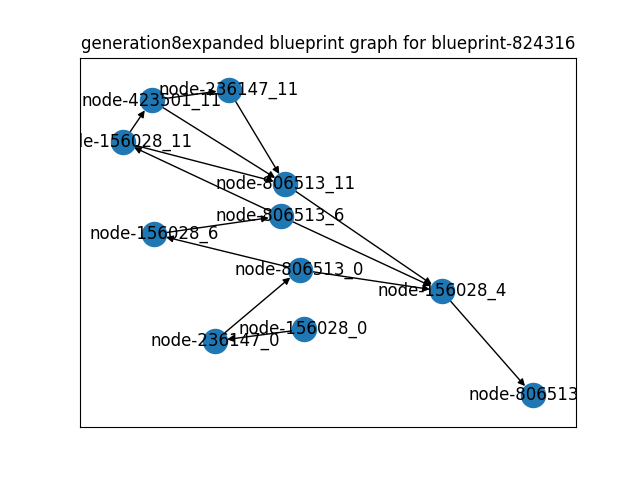 generation8expanded blueprint graph for blueprint-824316
node-236147_11
node-423501_11
de-156028_11
node-806513_11
node-806513_6
node-156028_6
node-806513_0
node-156028_4
node-156028_0
node-236147_0
node-806513